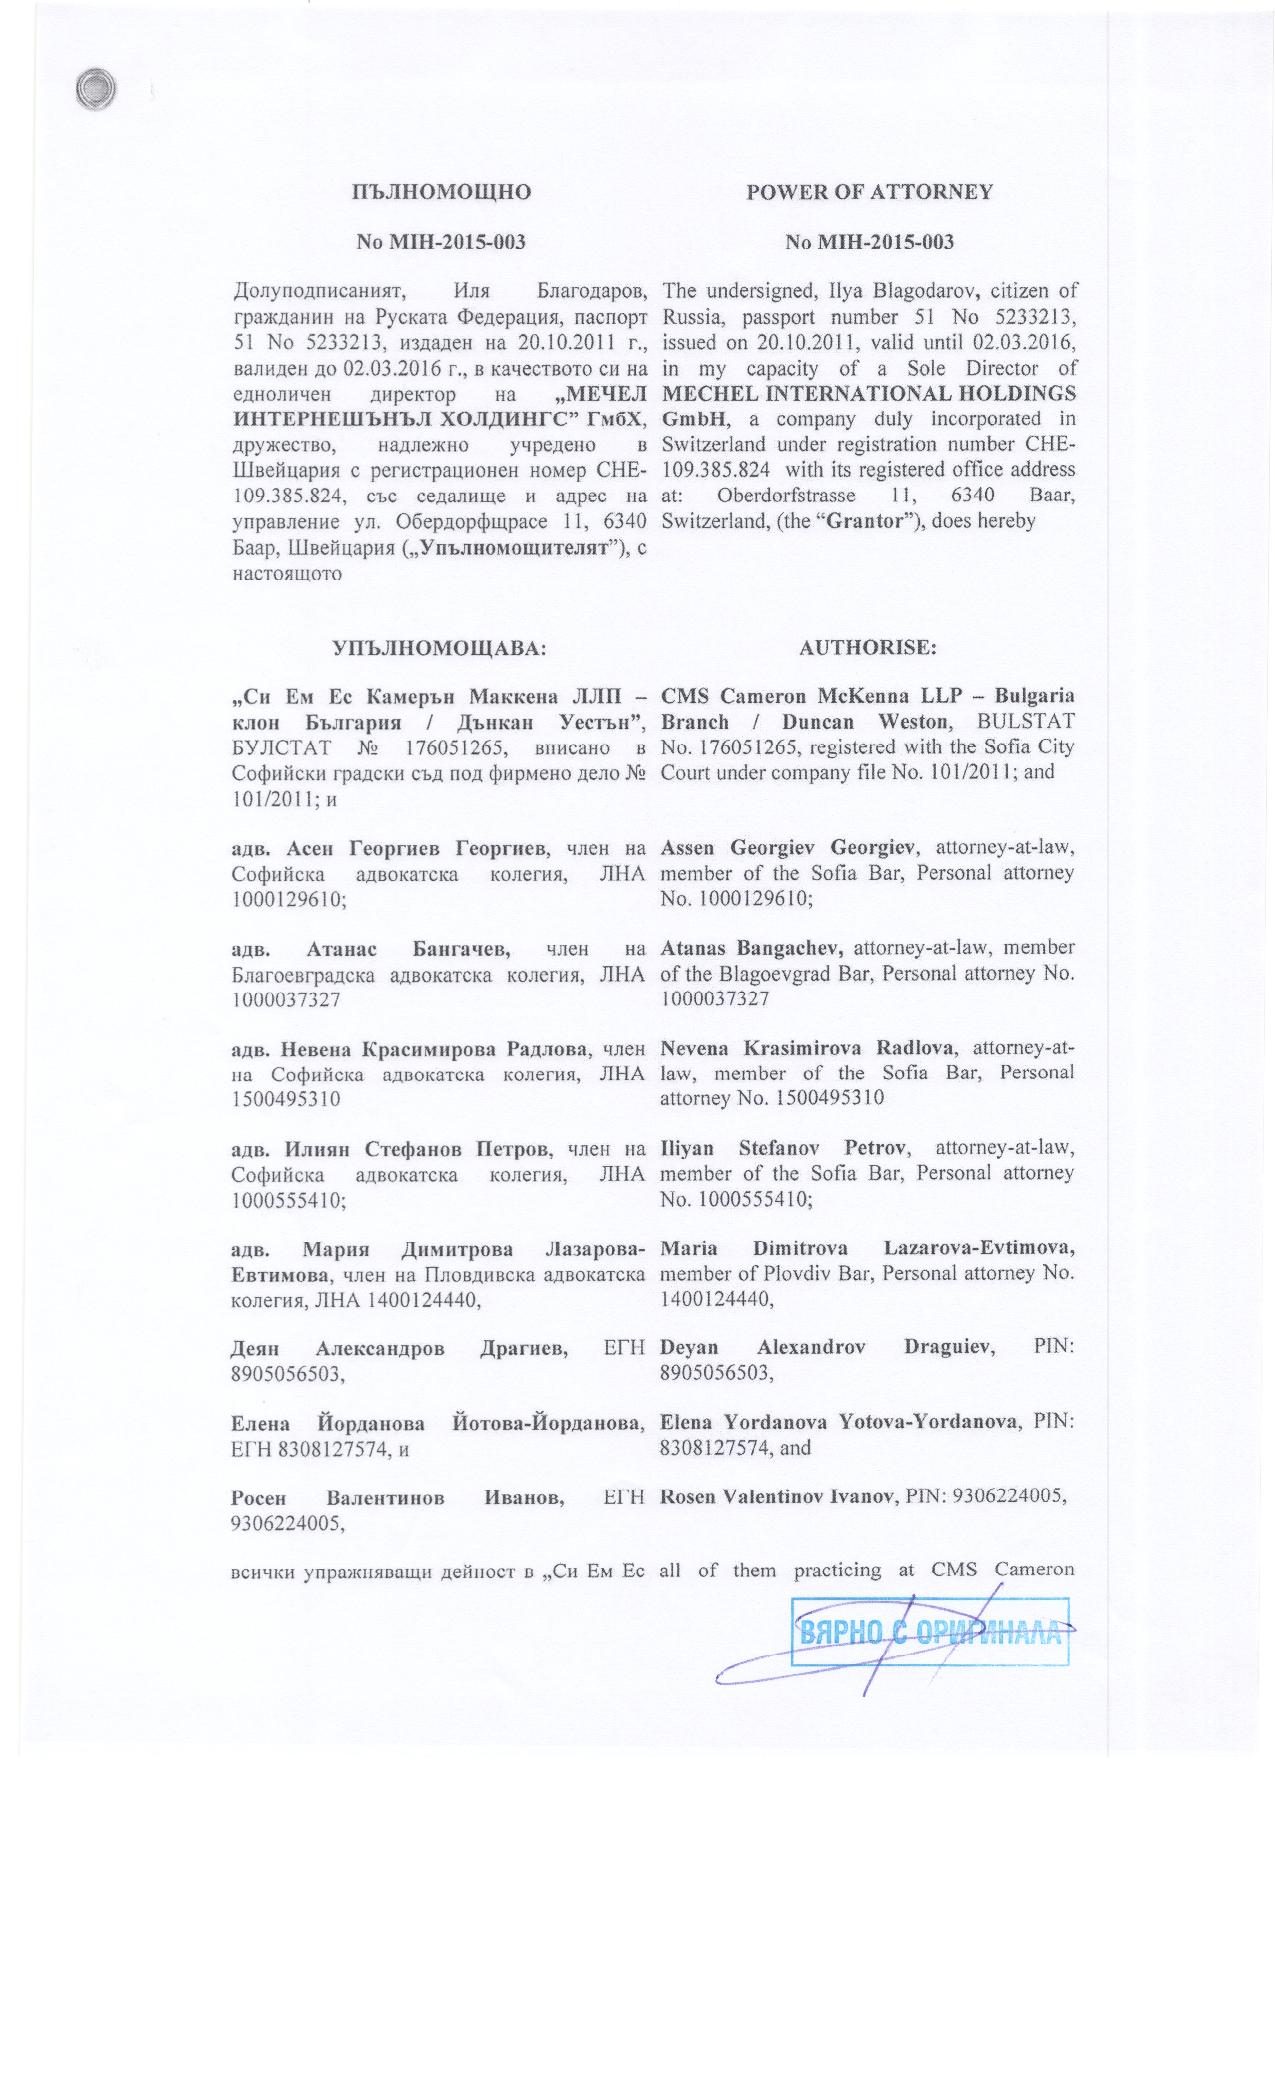 ПЪЛНОМОЩНО
No MIH-2015-003
Долуподписаният, Иля Благодаров,
гражданин на Руската Федерация, паспорт
51 No 5233213, издаден на 20.10.2011 г.,
валиден до 02.03.2016 г., в качеството си на
едноличен директор на „МЕЧЕЛ
ИНТЕРНЕШЪНЪЛ ХОЛДИНГС” ГмбХ,
дружество, надлежно учредено в
Швейцария с регистрационен номер CHE-
109.385.824, със седалище и адрес на
управление ул. Обердорфщрасе 11, 6340
Баар, Швейцария („Упълномощителят”), с
настоящото
УПЪЛНОМОЩАВА:
„Си Ем Ес Камерън Маккена ЛЛП –
клон България / Дънкан Уестън”,
БУЛСТАТ № 176051265, вписано в
Софийски градски съд под фирмено дело №
101/2011; и
адв. Асен Георгиев Георгиев, член на
Софийска адвокатска колегия, ЛНА
1000129610;
адв. Атанас Бангачев, член на
Благоевградска адвокатска колегия, ЛНА
1000037327
адв. Невена Красимирова Радлова, член
на Софийска адвокатска колегия, ЛНА
1500495310
адв. Илиян Стефанов Петров, член на
Софийска адвокатска колегия, ЛНА
1000555410;
адв. Мария Димитрова Лазарова-
Евтимова, член на Пловдивска адвокатска
колегия, ЛНА 1400124440,
Деян Александров Драгиев, ЕГН
8905056503,
Елена Йорданова Йотова-Йорданова,
ЕГН 8308127574, и
Росен Валентинов Иванов, ЕГН
9306224005,
всички упражняващи дейност в „Си Ем Ес
POWER OF ATTORNEY
No MIH-2015-003
The undersigned, Ilya Blagodarov, citizen of
Russia, passport number 51 No 5233213,
issued on 20.10.2011, valid until 02.03.2016,
in my capacity of a Sole Director of
MECHEL INTERNATIONAL HOLDINGS
GmbH, a company duly incorporated in
Switzerland under registration number CHE-
109.385.824 with its registered office address
at: Oberdorfstrasse 11, 6340 Baar,
Switzerland, (the “Grantor”), does hereby
AUTHORISE:
CMS Cameron McKenna LLP – Bulgaria
Branch / Duncan Weston, BULSTAT
No. 176051265, registered with the Sofia City
Court under company file No. 101/2011; and
Assen Georgiev Georgiev, attorney-at-law,
member of the Sofia Bar, Personal attorney
No. 1000129610;
Atanas Bangachev, attorney-at-law, member
of the Blagoevgrad Bar, Personal attorney No.
1000037327
Nevena Krasimirova Radlova, attorney-at-
law, member of the Sofia Bar, Personal
attorney No. 1500495310
Iliyan Stefanov Petrov, attorney-at-law,
member of the Sofia Bar, Personal attorney
No. 1000555410;
Maria Dimitrova Lazarova-Evtimova,
member of Plovdiv Bar, Personal attorney No.
1400124440,
Deyan Alexandrov Draguiev, PIN:
8905056503,
Elena Yordanova Yotova-Yordanova, PIN:
8308127574, and
Rosen Valentinov Ivanov, PIN: 9306224005,
all of them practicing at CMS Cameron
ВЯРНО С ОРИГИНАЛА